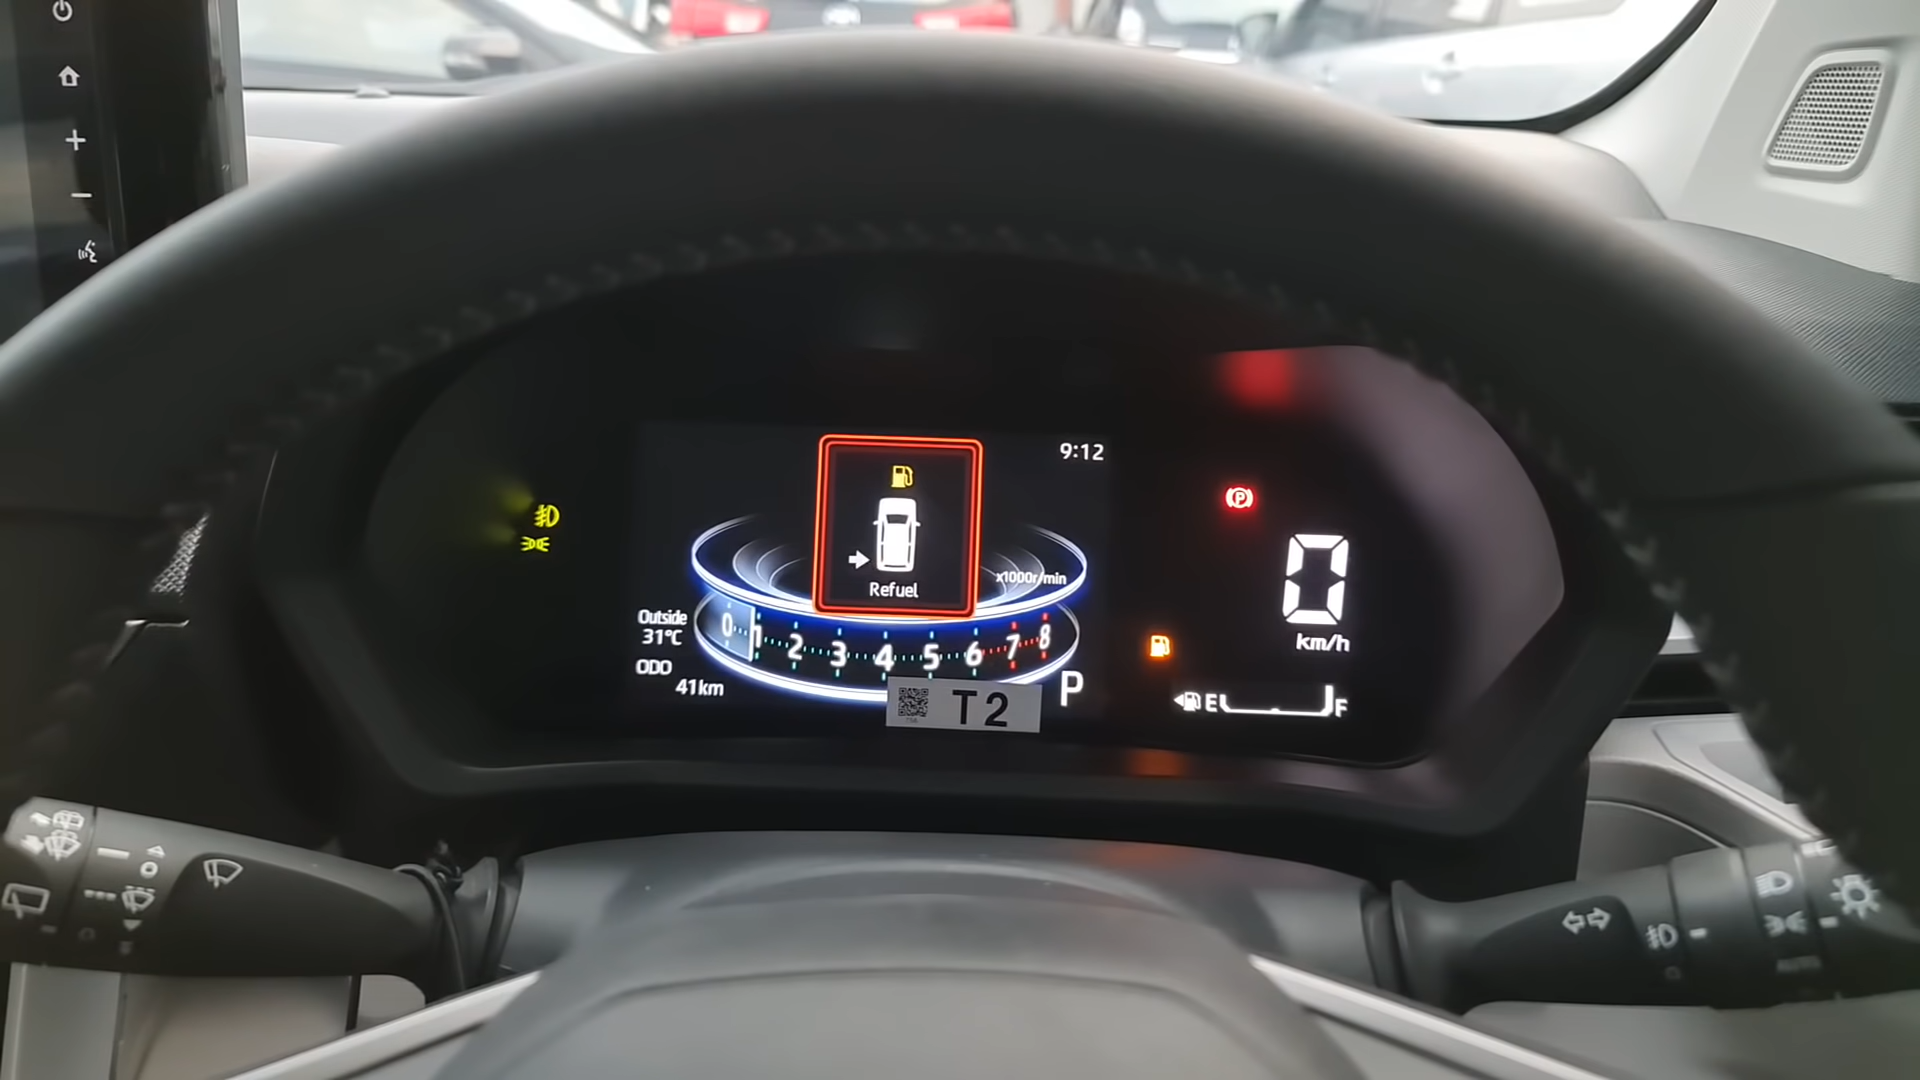 9:12
Refuel
x1000r/min
Outside
31°C
0 1 2 3 4 5 6 7 8
ODO
41km
P
T2
P
0
km/h
E F
AUTO